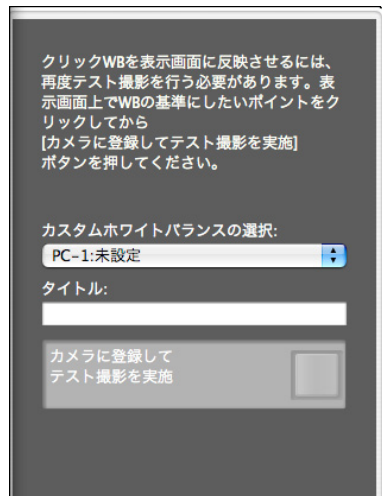 クリックWBを表示画面に反映させるには、
再度テスト撮影を行う必要があります。表
示画面上でWBの基準にしたいポイントをク
リックしてから
[カメラに登録してテスト撮影を実施]
ボタンを押してください。
カスタムホワイトバランスの選択:
PC-1:未設定
タイトル:
カメラに登録して
テスト撮影を実施